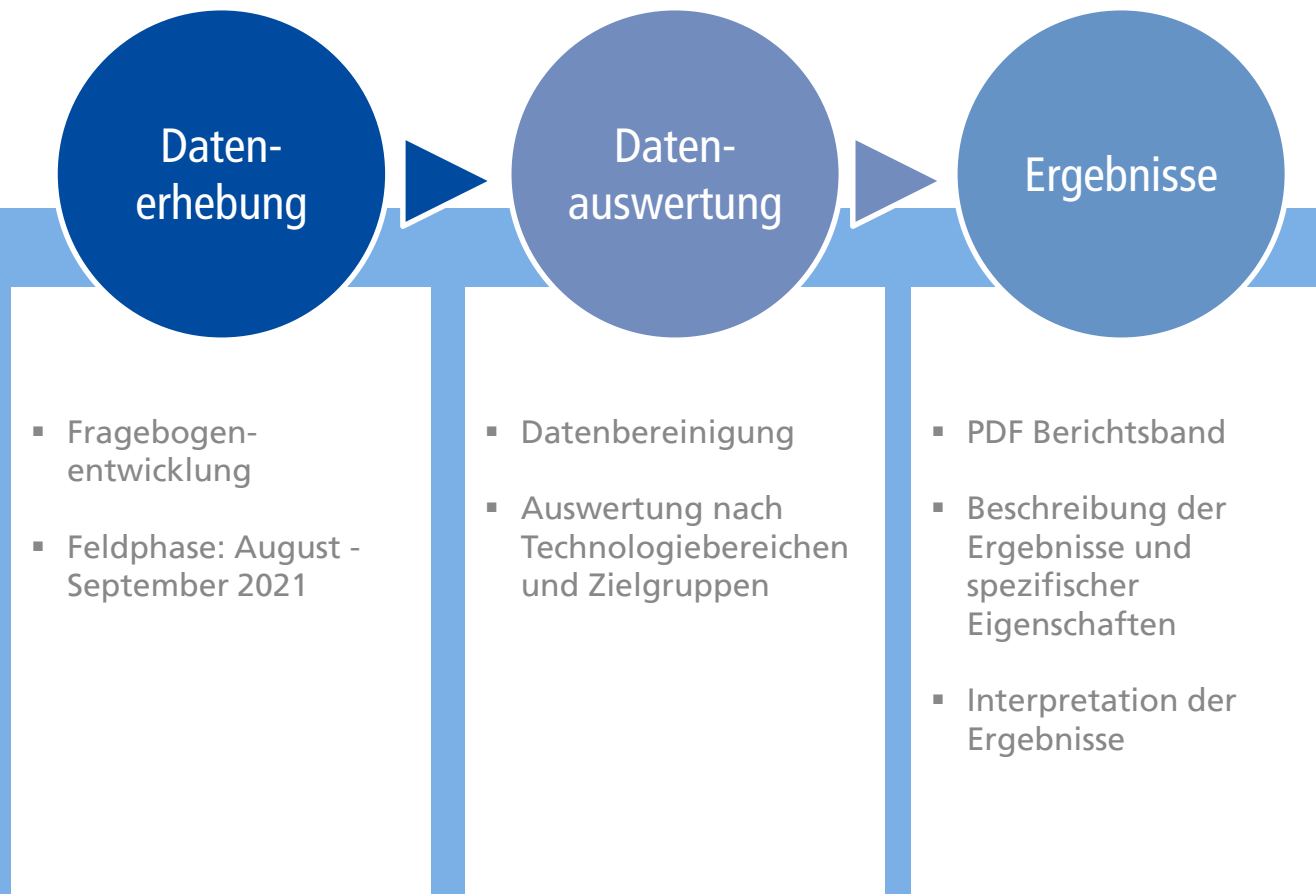 Daten-
erhebung
Daten-
auswertung
Ergebnisse
▪ Fragebogen-
entwicklung
▪ Feldphase: August -
September 2021
▪ Datenbereinigung
▪ Auswertung nach
Technologiebereichen
und Zielgruppen
▪ PDF Berichtsband
▪ Beschreibung der
Ergebnisse und
spezifischer
Eigenschaften
▪ Interpretation der
Ergebnisse